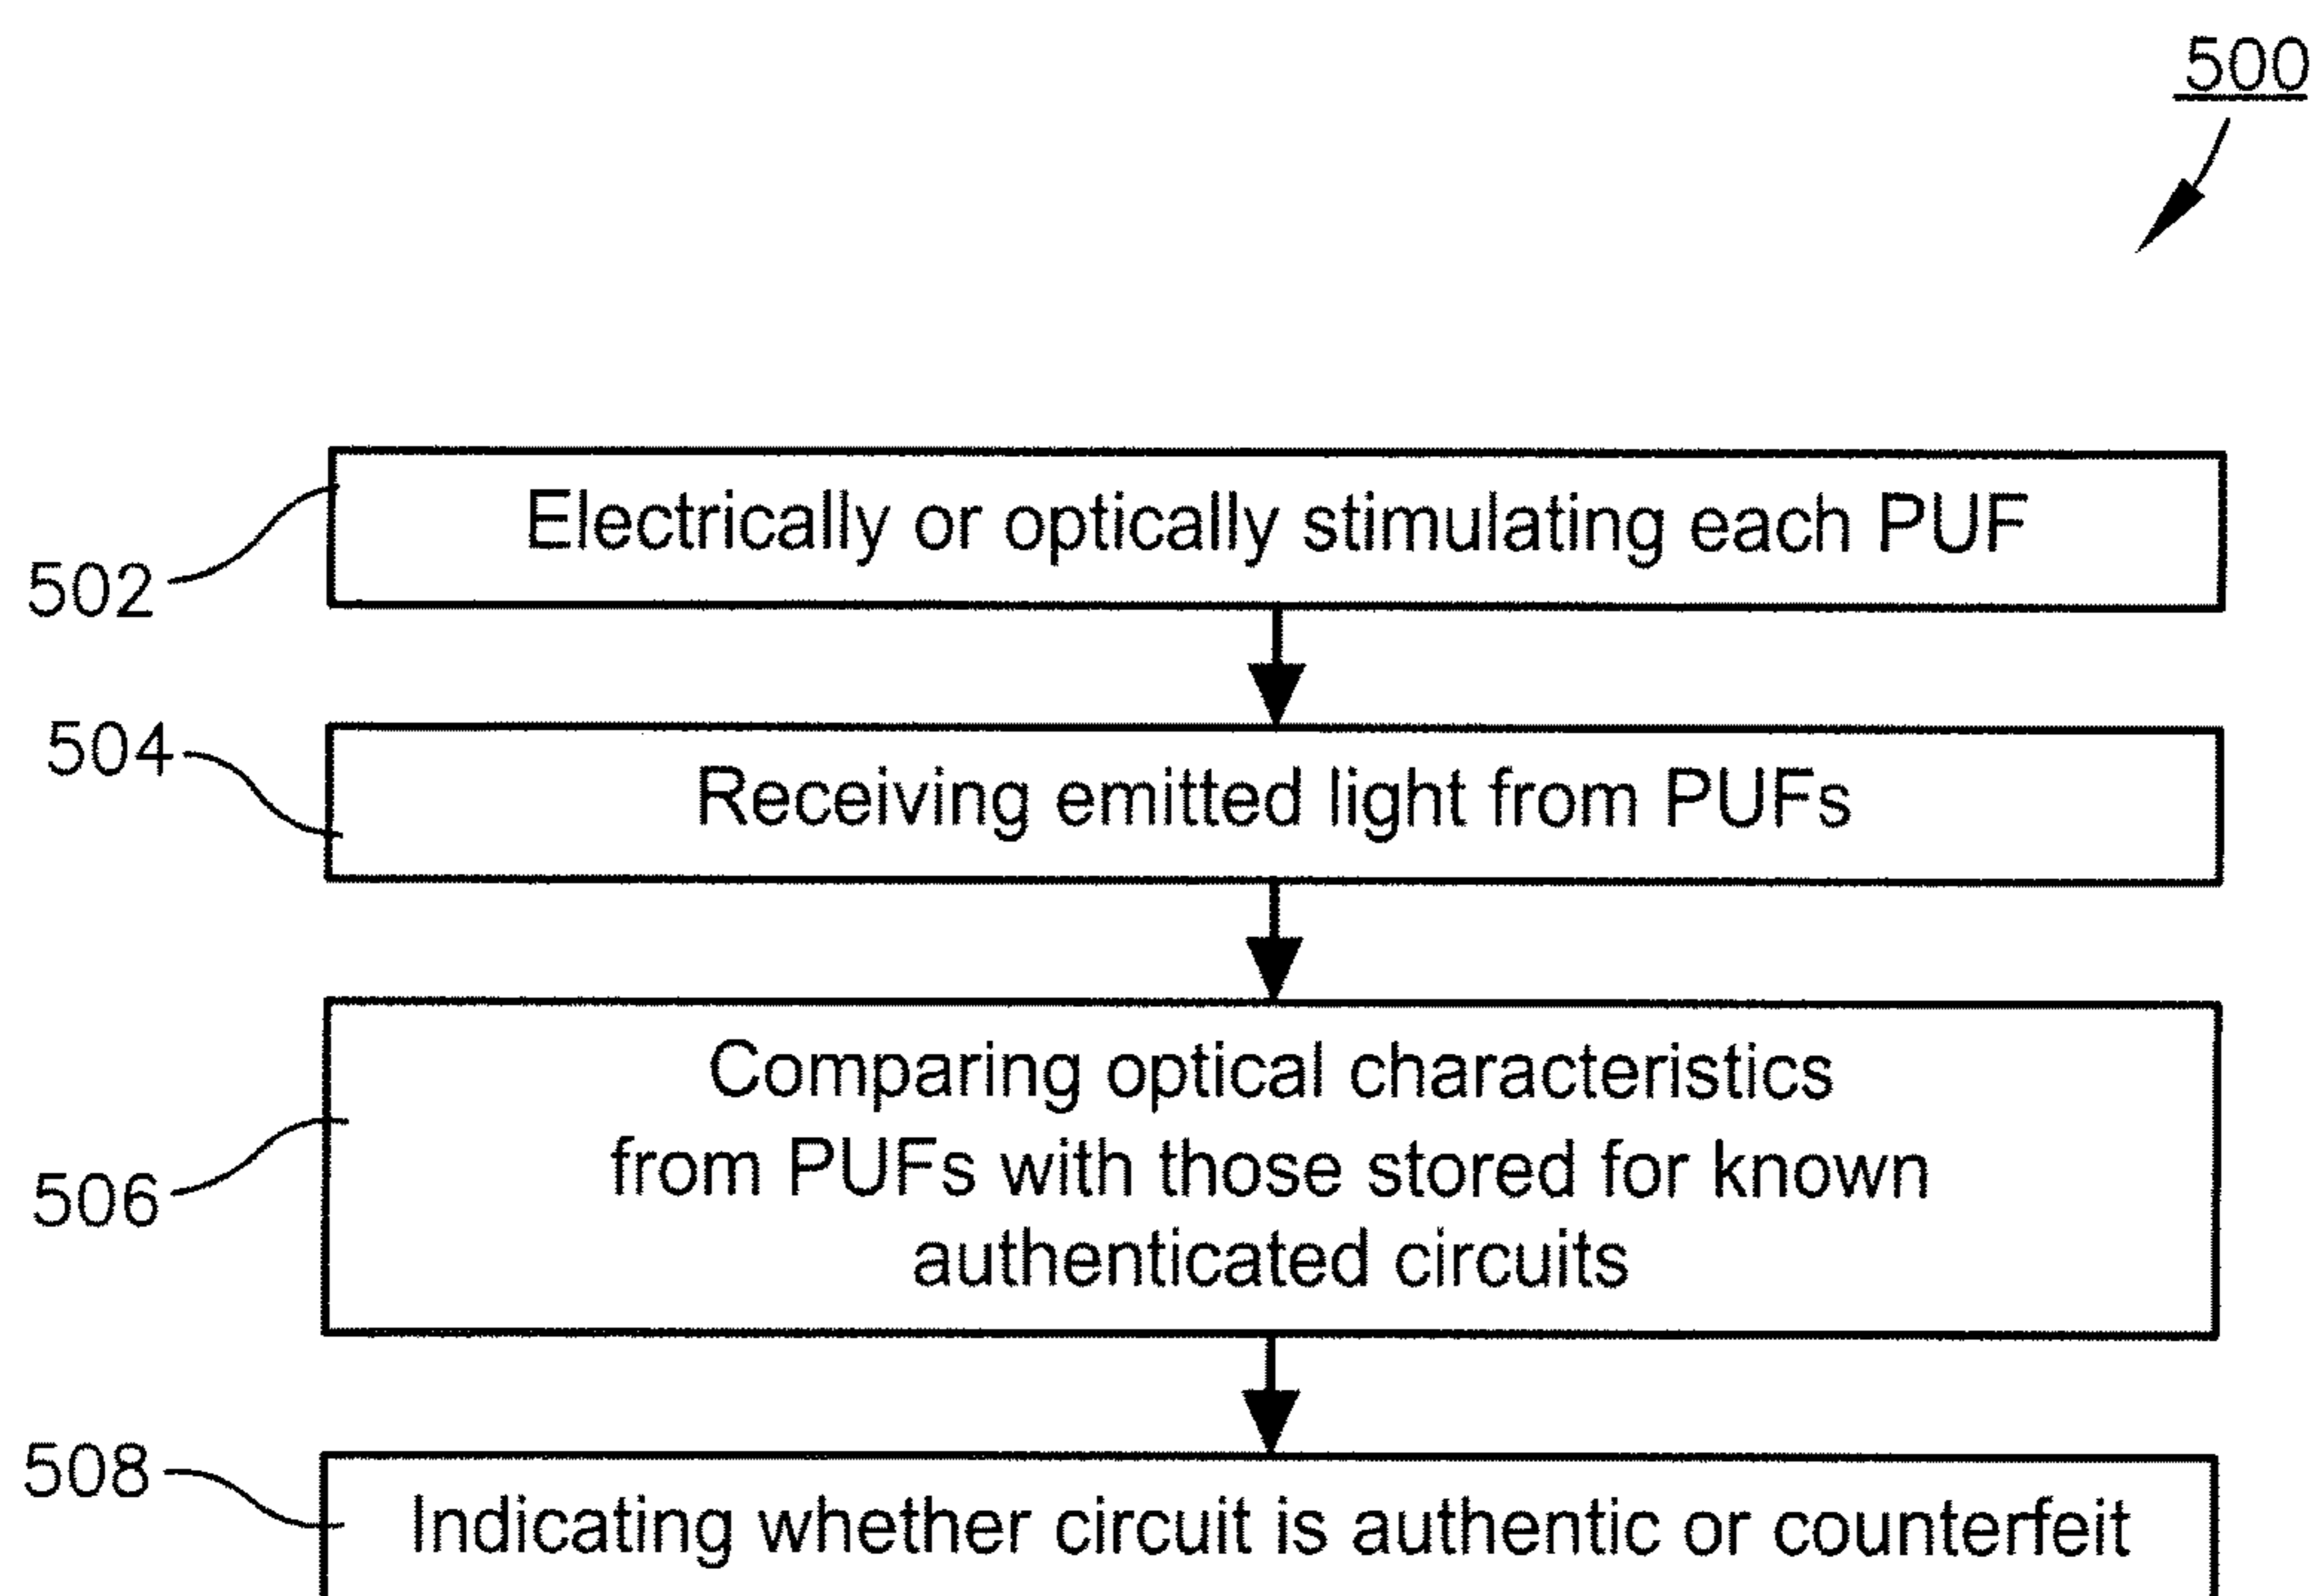 500
Electrically or optically stimulating each PUF
502
504
Receiving emitted light from PUFs
Comparing optical characteristics
from PUFs with those stored for known
authenticated circuits
506
508
Indicating whether circuit is authentic or counterfeit